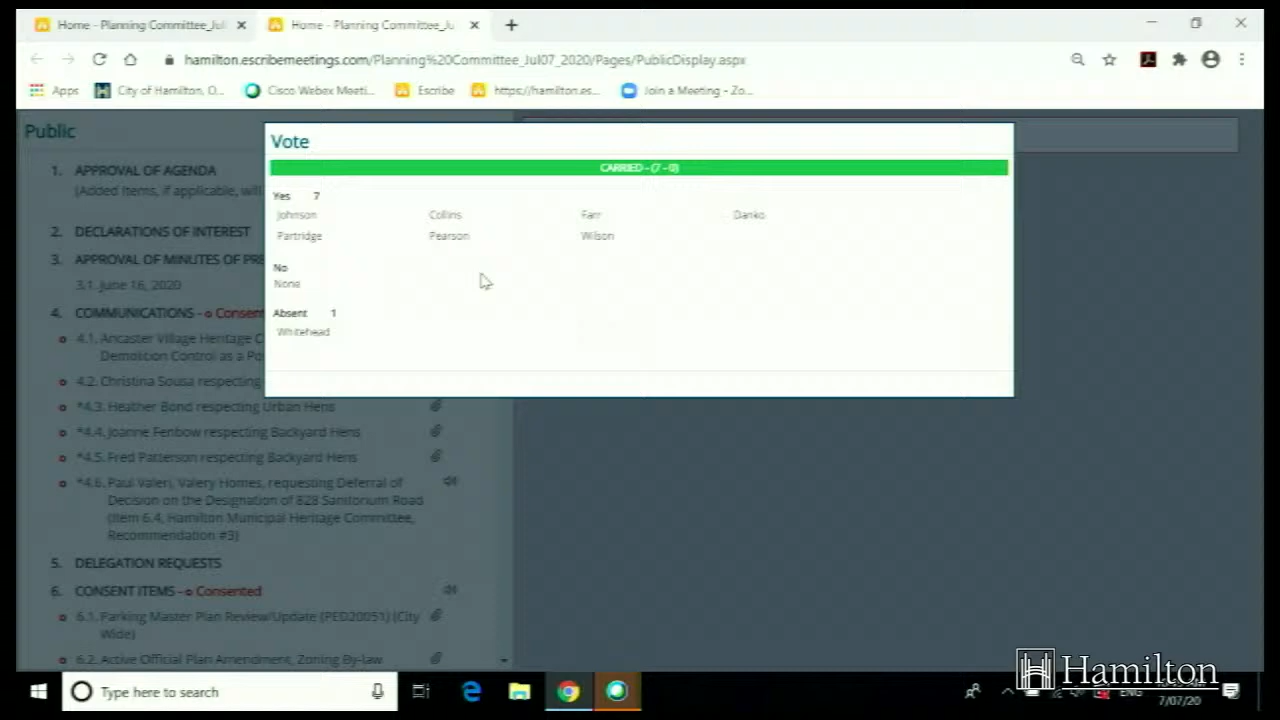 Home - Planning Committee_Jul
Home - Planning Committee_Ju
hamilton.escribemeetings.com/Planning%20Committee_Jul07_2020/Pages/PublicDisplay.aspx
Apps
City of Hamilton, O...
Cisco Webex Meeti...
Escribe
https://hamilton.es...
Join a Meeting - Zo...
Public
1. APPROVAL OF AGENDA
(Added Items, if applicable, will
2. DECLARATIONS OF INTEREST
3. APPROVAL OF MINUTES OF PRE
3.1. June 16, 2020
4. COMMUNICATIONS - Consent
4.1. Ancaster Village Heritage C
Demolition Control as a Po
4.2. Christina Sousa respecting
*4.3. Heather Bond respecting Urban Hens
*4.4. Joanne Fenbow respecting Backyard Hens
*4.5. Fred Patterson respecting Backyard Hens
*4.6. Paul Valeri, Valery Homes, requesting Deferral of
Decision on the Designation of 828 Sanitorium Road
(Item 6.4, Hamilton Municipal Heritage Committee,
Recommendation #3)
5. DELEGATION REQUESTS
6. CONSENT ITEMS - Consented
6.1. Parking Master Plan Review/Update (PED20051) (City
Wide)
6.2. Active Official Plan Amendment, Zoning By-law
Vote
CARRIED - (7 - 0)
Yes 7
Johnson Collins Farr Danko
Partridge Pearson Wilson
No
None
Absent 1
Whitehead
Hamilton
Type here to search
ENG
7/07/20